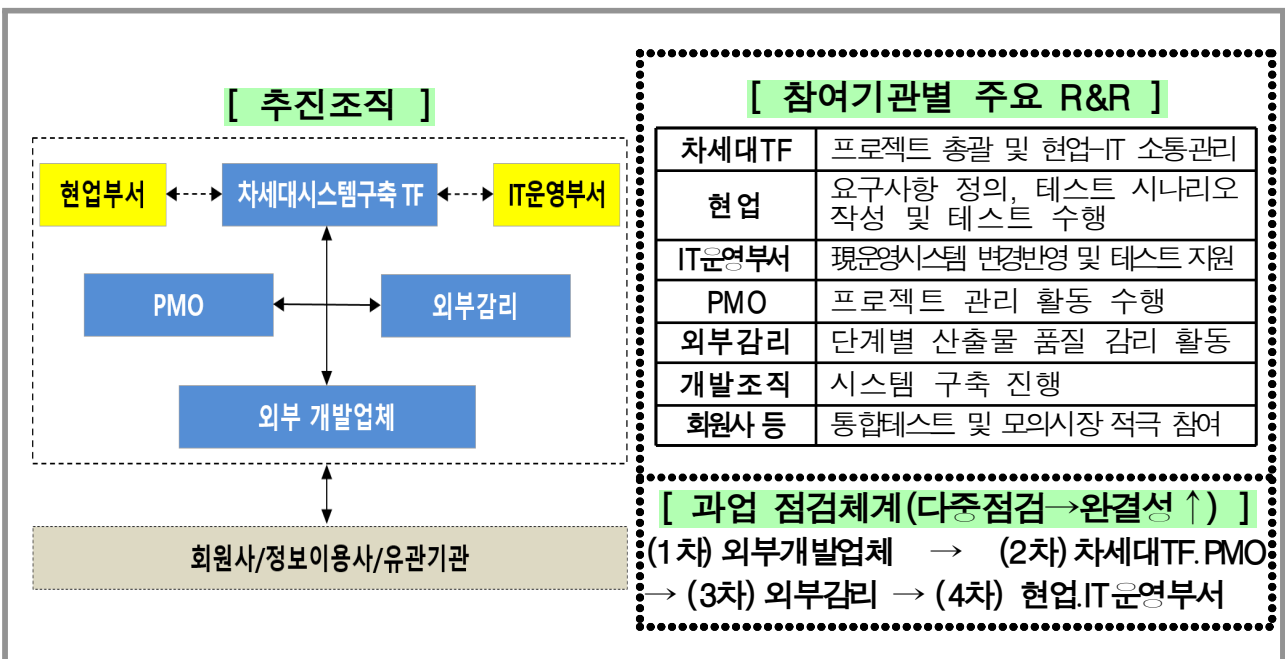 [ 추진조직 ]
현업부서
차세대시스템구축 TF
IT운영부서
PMO
외부감리
외부 개발업체
회원사/정보이용사/유관기관
[ 참여기관별 주요 R&R ]
차세대TF 프로젝트 총괄 및 현업-IT 소통관리
현업 요구사항 정의, 테스트 시나리오
작성 및 테스트 수행
IT운영부서 現운영시스템 변경반영 및 테스트 지원
PMO 프로젝트 관리 활동 수행
외부감리 단계별 산출물 품질 감리 활동
개발조직 시스템 구축 진행
회원사 등 통합테스트 및 모의시장 적극 참여
[ 과업 점검체계(다중점검→완결성↑) ]
(1차) 외부개발업체 → (2차) 차세대TF.PMO
→ (3차) 외부감리 → (4차) 현업.IT운영부서